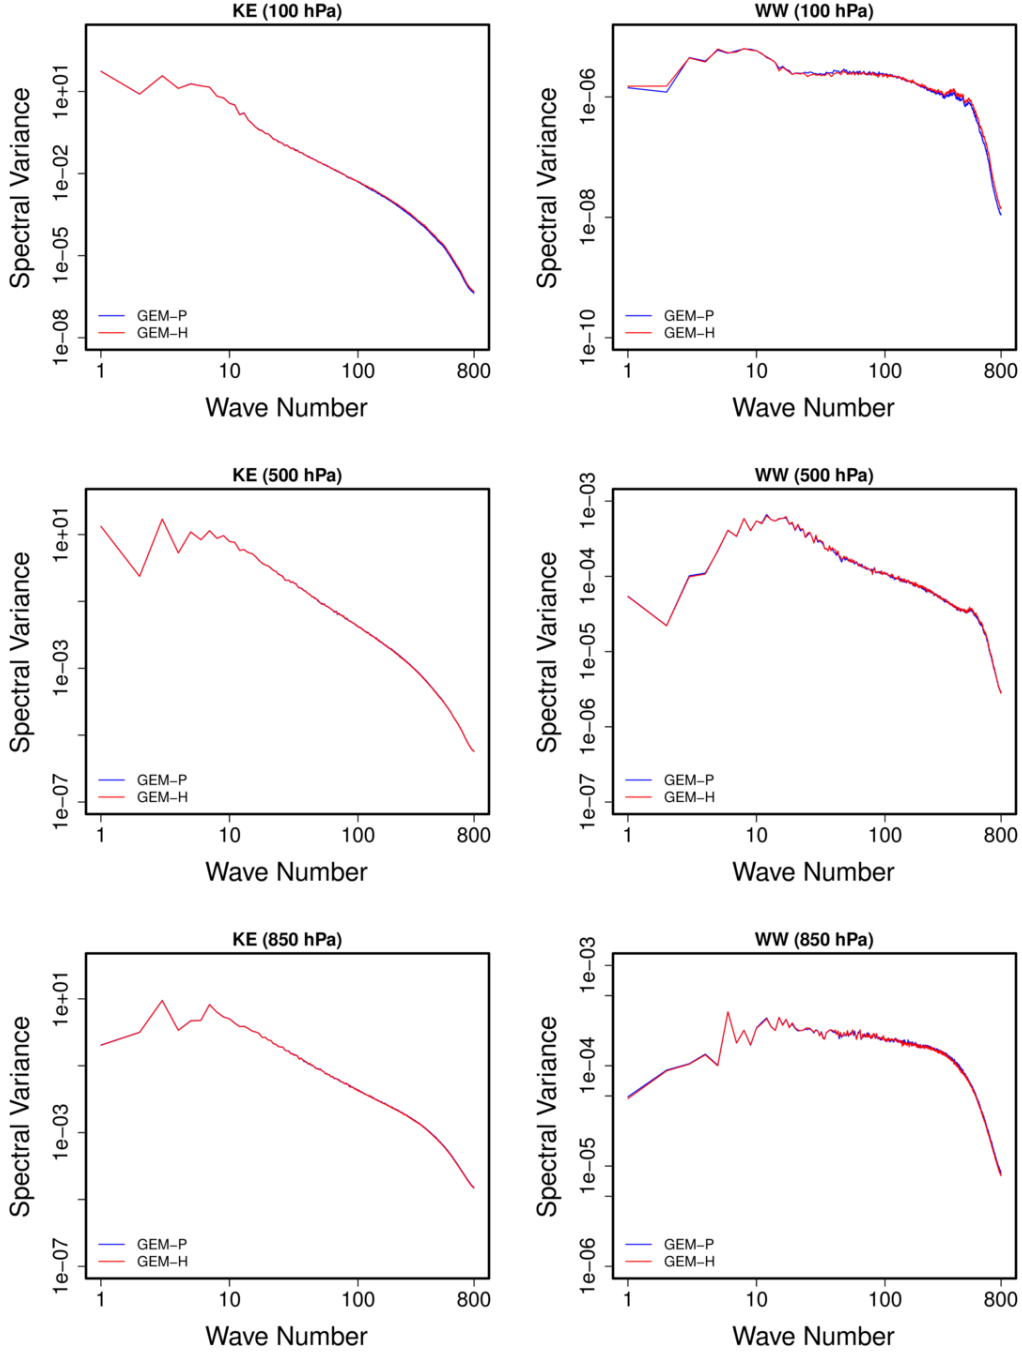 KE (100 hPa)
Spectral Variance
1e+01
1e−02
1e−05
1e−08
GEM−P
GEM−H
1 10 100 800
Wave Number
WW (100 hPa)
Spectral Variance
1e−06
1e−08
1e−10
GEM−P
GEM−H
1 10 100 800
Wave Number
KE (500 hPa)
Spectral Variance
1e+01
1e−03
1e−07
GEM−P
GEM−H
1 10 100 800
Wave Number
WW (500 hPa)
Spectral Variance
1e−03
1e−04
1e−05
1e−06
1e−07
GEM−P
GEM−H
1 10 100 800
Wave Number
KE (850 hPa)
Spectral Variance
1e+01
1e−03
1e−07
GEM−P
GEM−H
1 10 100 800
Wave Number
WW (850 hPa)
Spectral Variance
1e−03
1e−04
1e−05
1e−06
GEM−P
GEM−H
1 10 100 800
Wave Number